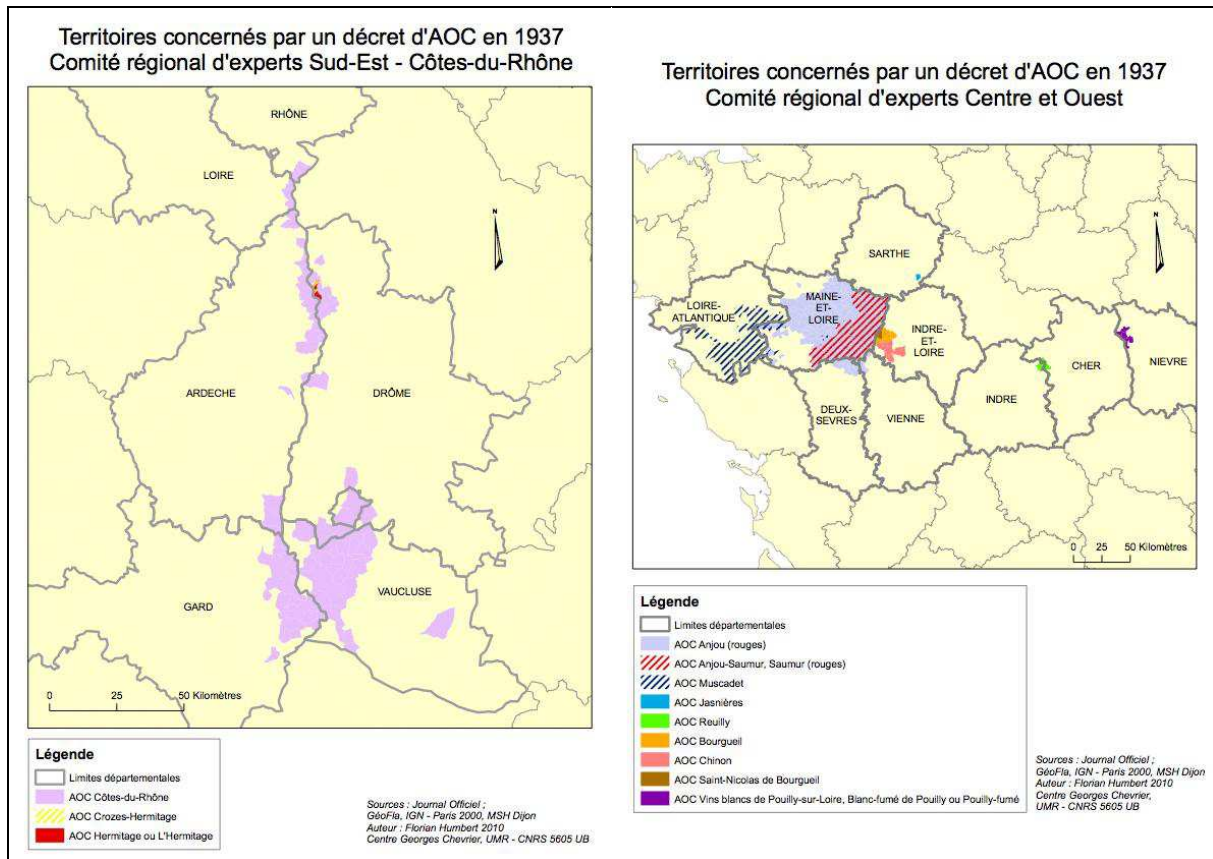 Territoires concernés par un décret d'AOC en 1937
Comité régional d'experts Sud-Est - Côtes-du-Rhône
RHÔNE
LOIRE
N
ARDECHE
DRÔME
GARD
VAUCLUSE
0 25 50 Kilomètres
Légende
Limites départementales
AOC Côtes-du-Rhône
AOC Crozes-Hermitage
AOC Hermitage ou L'Hermitage
Sources : Journal Officiel ;
GéoFla, IGN - Paris 2000, MSH Dijon
Auteur : Florian Humbert 2010
Centre Georges Chevrier, UMR - CNRS 5605 UB
Territoires concernés par un décret d'AOC en 1937
Comité régional d'experts Centre et Ouest
N
SARTHE
LOIRE-
ATLANTIQUE
MAINE-
ET-
LOIRE
INDRE-
ET-
LOIRE
CHER
NIEVRE
DEUX-
SEVRES
VIENNE
INDRE
0 25 50 Kilomètres
Légende
Limites départementales
AOC Anjou (rouges)
AOC Anjou-Saumur, Saumur (rouges)
AOC Muscadet
AOC Jasnières
AOC Reuilly
AOC Bourgueil
AOC Chinon
AOC Saint-Nicolas de Bourgueil
AOC Vins blancs de Pouilly-sur-Loire, Blanc-fumé de Pouilly ou Pouilly-fumé
Sources : Journal Officiel ;
GéoFla, IGN - Paris 2000, MSH Dijon
Auteur : Florian Humbert 2010
Centre Georges Chevrier,
UMR - CNRS 5605 UB